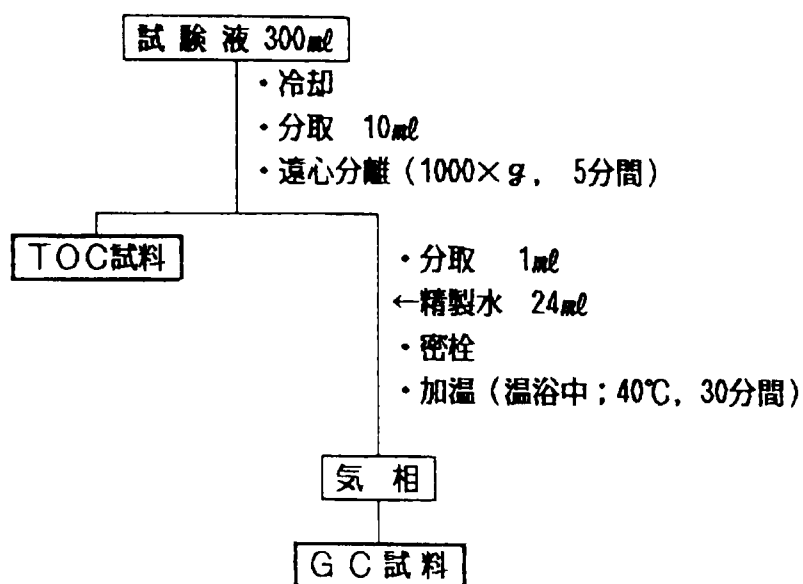 試験液 300㎖
・冷却
・分取 10㎖
・遠心分離（1000×g, 5分間）
TOC試料
・分取 1㎖
←精製水 24㎖
・密栓
・加温（温浴中；40℃, 30分間）
気相
GC試料